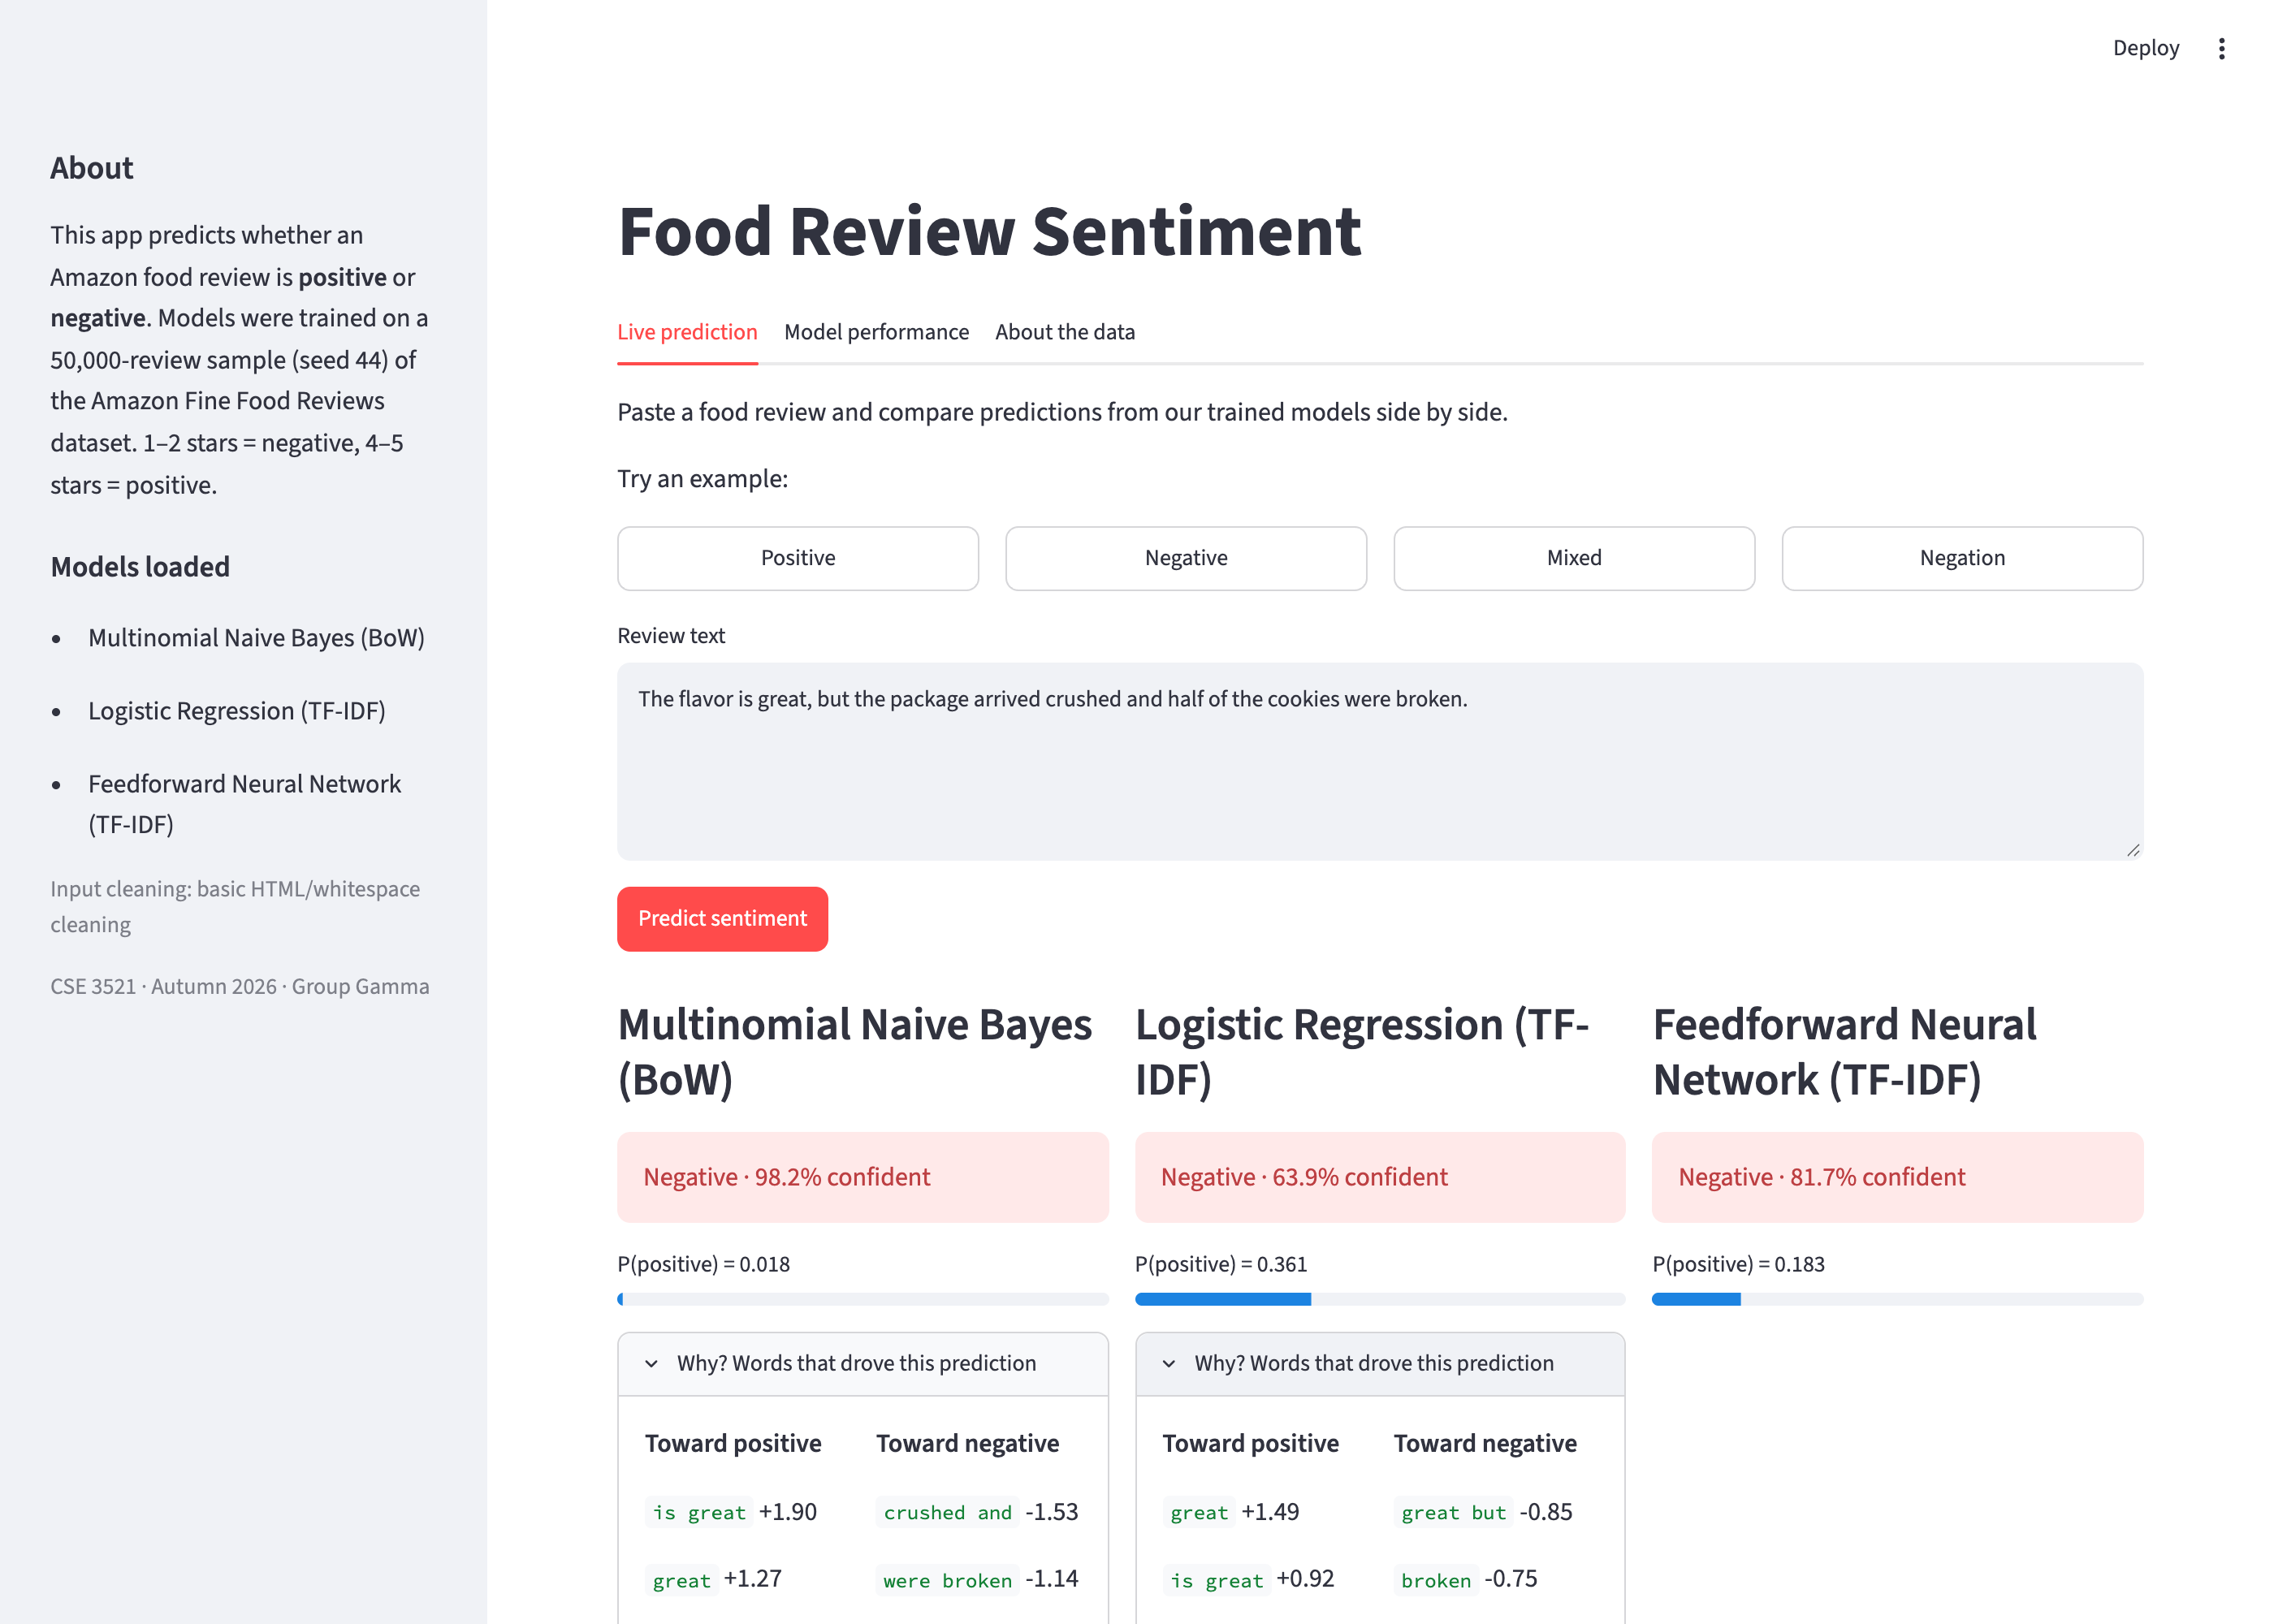 Deploy
About
This app predicts whether an
Amazon food review is positive or
negative. Models were trained on a
50,000-review sample (seed 44) of
the Amazon Fine Food Reviews
dataset. 1–2 stars = negative, 4–5
stars = positive.
Models loaded
• Multinomial Naive Bayes (BoW)
• Logistic Regression (TF-IDF)
• Feedforward Neural Network
(TF-IDF)
Input cleaning: basic HTML/whitespace
cleaning
CSE 3521 · Autumn 2026 · Group Gamma
Food Review Sentiment
Live prediction Model performance About the data
Paste a food review and compare predictions from our trained models side by side.
Try an example:
Positive Negative Mixed Negation
Review text
The flavor is great, but the package arrived crushed and half of the cookies were broken.
Predict sentiment
Multinomial Naive Bayes
(BoW)
Negative · 98.2% confident
P(positive) = 0.018
Why? Words that drove this prediction
Toward positive Toward negative
is great +1.90 crushed and -1.53
great +1.27 were broken -1.14
Logistic Regression (TF-
IDF)
Negative · 63.9% confident
P(positive) = 0.361
Why? Words that drove this prediction
Toward positive Toward negative
great +1.49 great but -0.85
is great +0.92 broken -0.75
Feedforward Neural
Network (TF-IDF)
Negative · 81.7% confident
P(positive) = 0.183